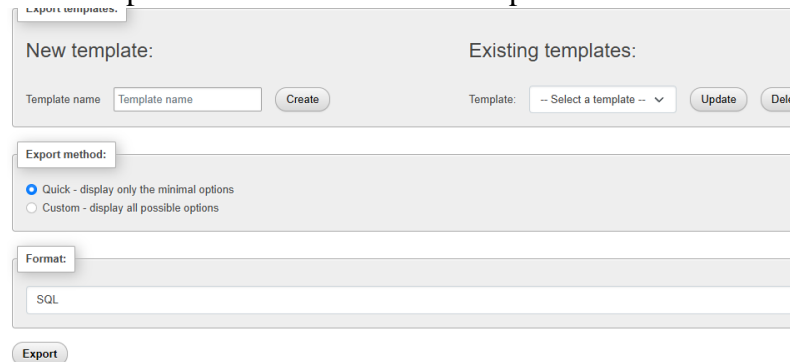 Export templates:
New template:
Existing templates:
Template name Template name Create
Template: -- Select a template -- Update Dele
Export method:
Quick - display only the minimal options
Custom - display all possible options
Format:
SQL
Export